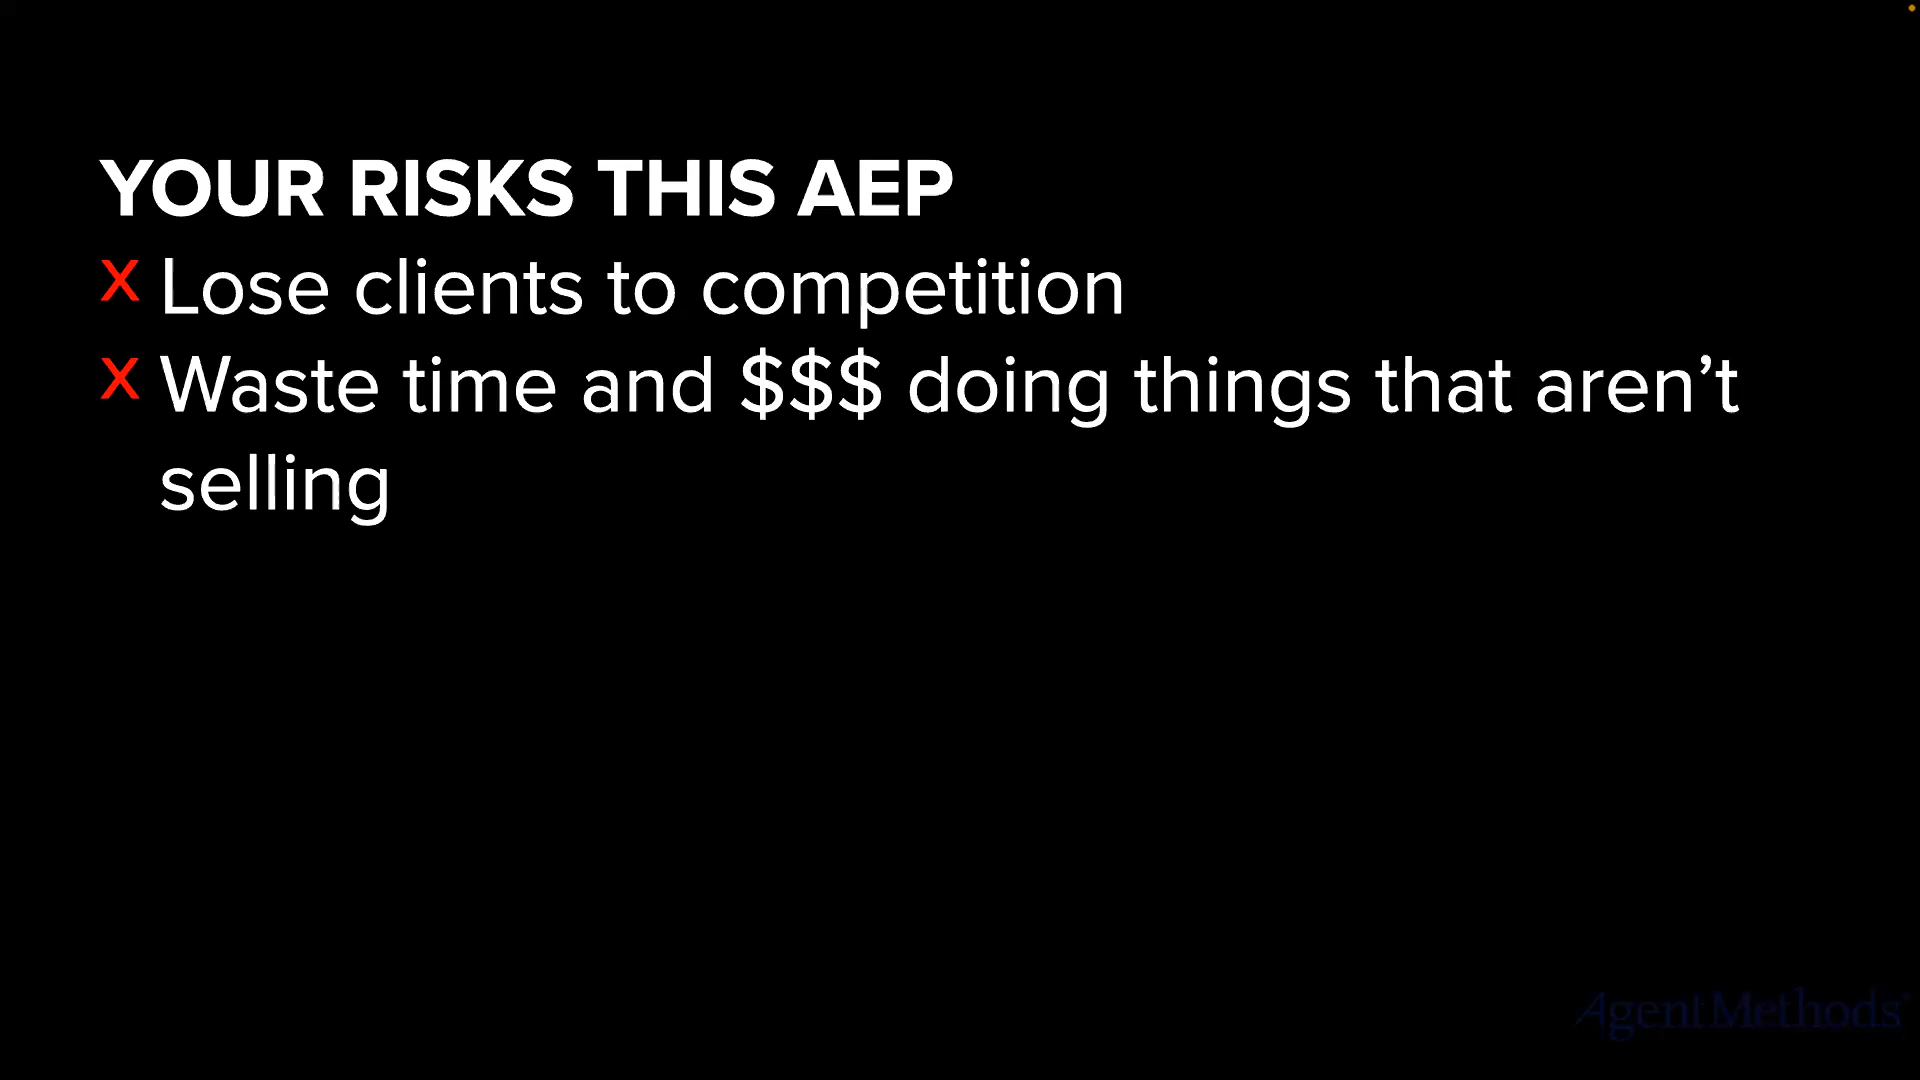 YOUR RISKS THIS AEP
X Lose clients to competition
X Waste time and $$$ doing things that aren’t
selling
AgentMethods